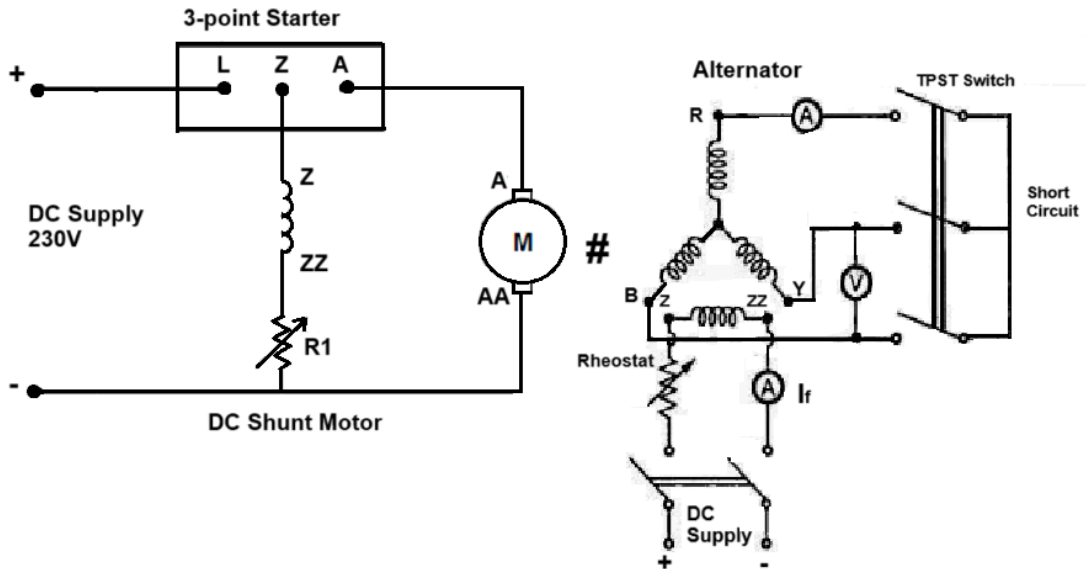 3-point Starter
+
L
Z
A
Alternator
TPST Switch
R
A
Z
A
DC Supply
230V
M
#
Short
Circuit
ZZ
AA
B
Z
ZZ
Y
V
R1
Rheostat
A
If
-
DC Shunt Motor
DC
Supply
+
-